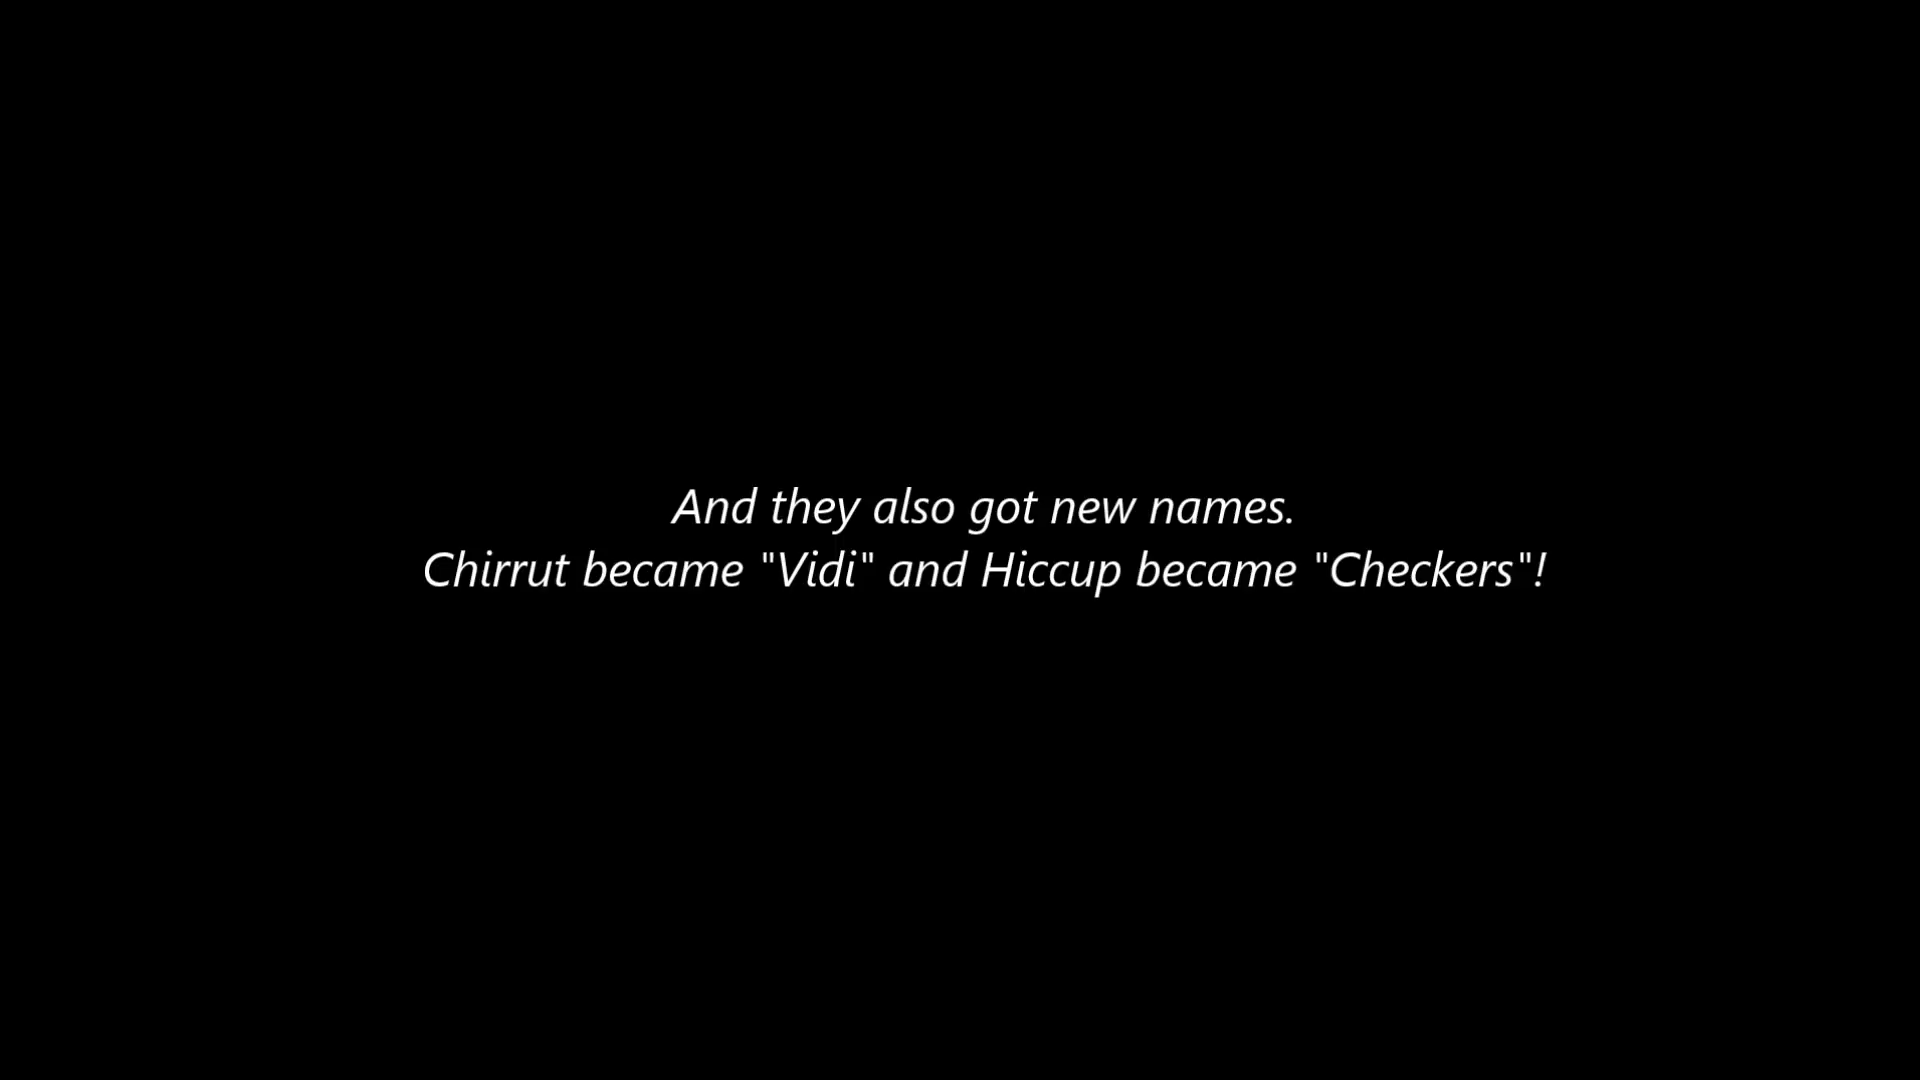 And they also got new names.
Chirrut became "Vidi" and Hiccup became "Checkers"!